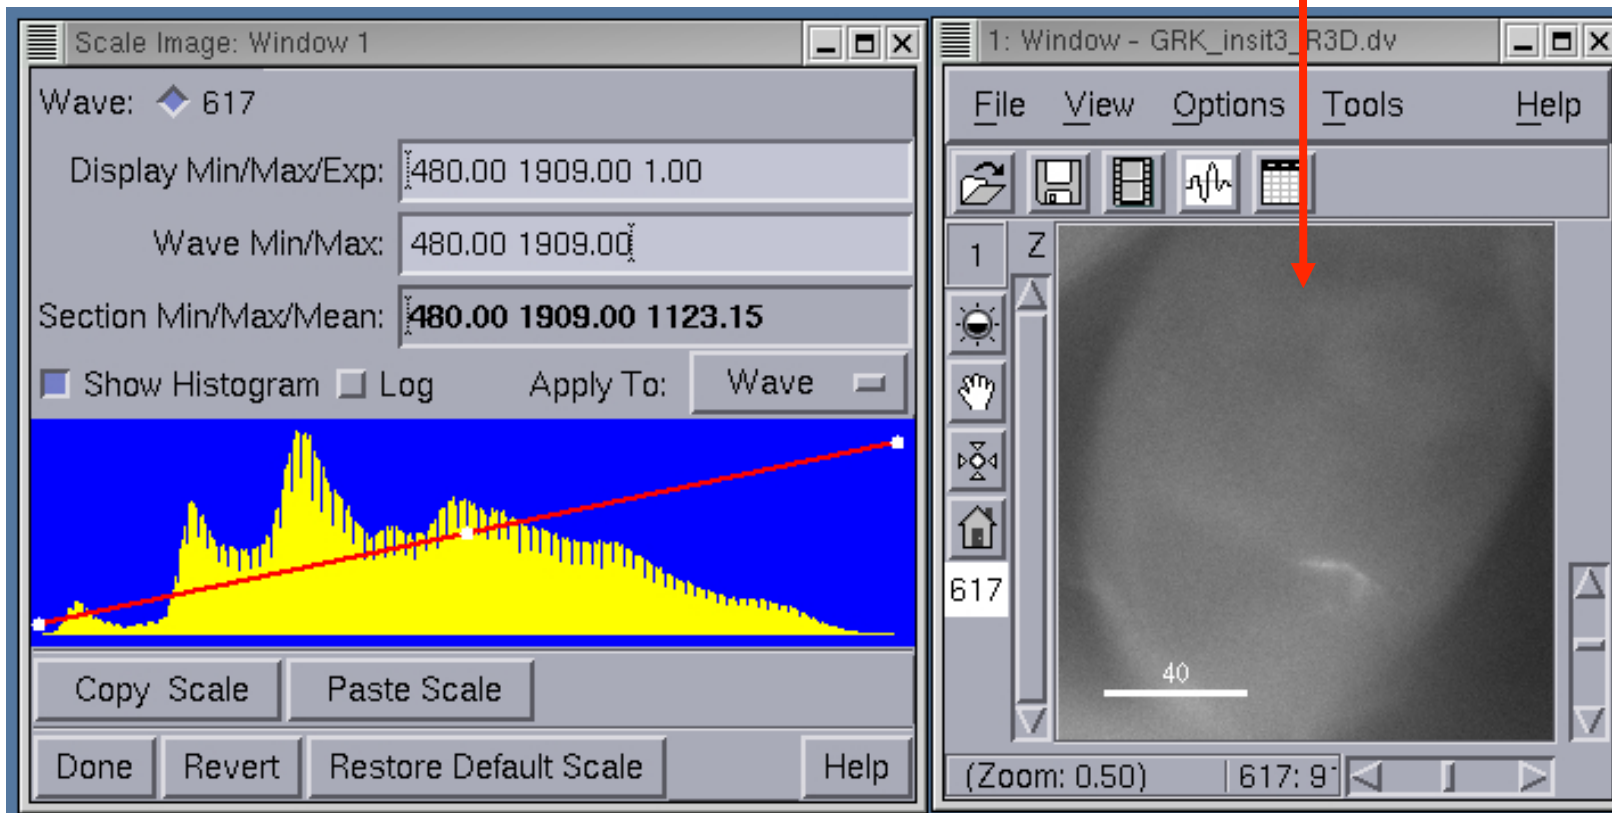 Scale Image: Window 1
Wave: 617
Display Min/Max/Exp: 480.00 1909.00 1.00
Wave Min/Max: 480.00 1909.00
Section Min/Max/Mean: 480.00 1909.00 1123.15
Show Histogram Log Apply To: Wave
Copy Scale Paste Scale
Done Revert Restore Default Scale Help
1: Window - GRK_insit3_R3D.dv
File View Options Tools Help
1 Z
617
40
(Zoom: 0.50) 617: 9